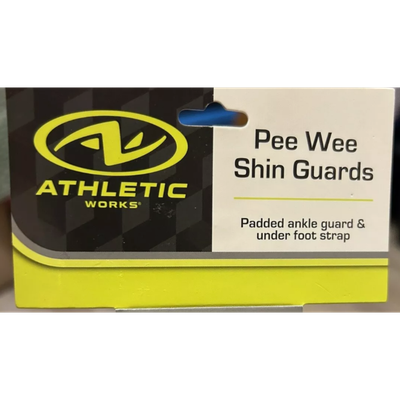 ATHLETIC
WORKS®
Pee Wee
Shin Guards
Padded ankle guard &
under foot strap